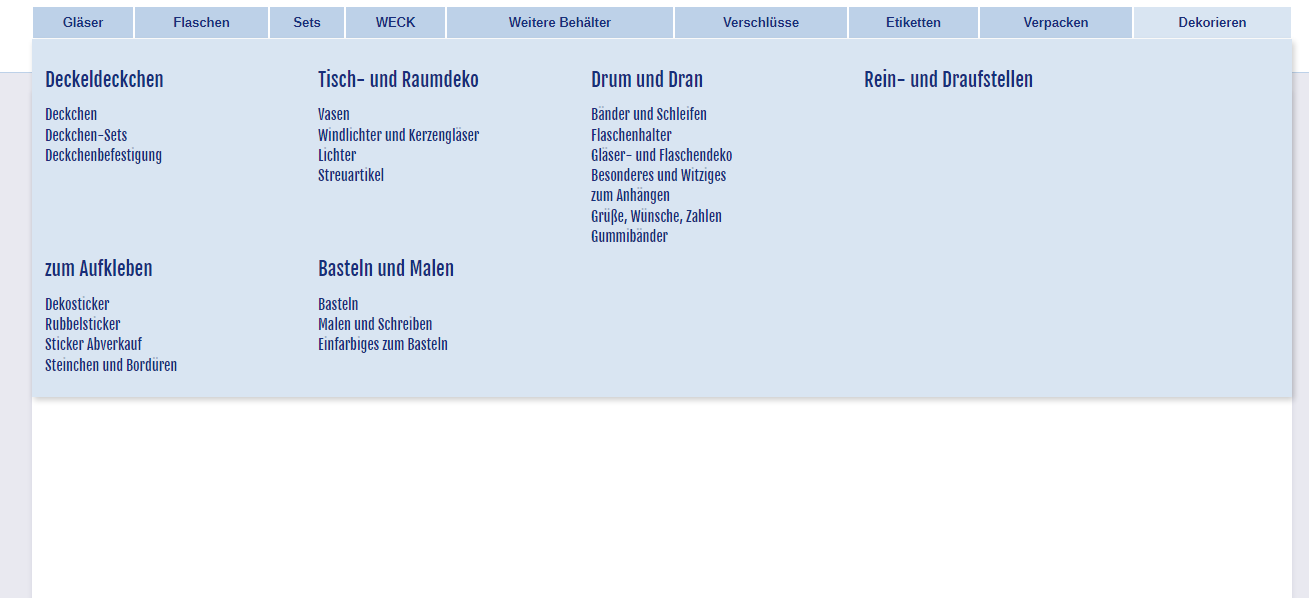 Gläser
Flaschen
Sets
WECK
Weitere Behälter
Verschlüsse
Etiketten
Verpacken
Dekorieren
Deckeldeckchen
Deckchen
Deckchen-Sets
Deckchenbefestigung
Tisch- und Raumdeko
Vasen
Windlichter und Kerzengläser
Lichter
Streuartikel
Drum und Dran
Bänder und Schleifen
Flaschenhalter
Gläser- und Flaschendeko
Besonderes und Witziges
zum Anhängen
Grüße, Wünsche, Zahlen
Gummibänder
Rein- und Draufstellen
zum Aufkleben
Dekosticker
Rubbelsticker
Sticker Abverkauf
Steinchen und Bordüren
Basteln und Malen
Basteln
Malen und Schreiben
Einfarbiges zum Basteln